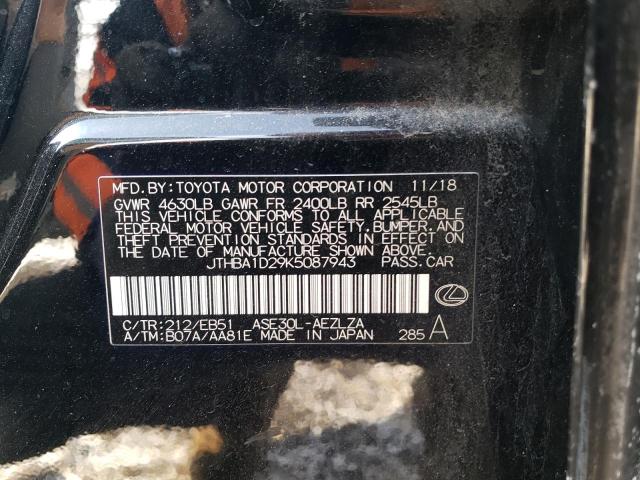 MFD.BY:TOYOTA MOTOR CORPORATION 11/18
GVWR 4630LB GAWR FR 2400LB RR 2545LB
THIS VEHICLE CONFORMS TO ALL APPLICABLE
FEDERAL MOTOR VEHICLE SAFETY,BUMPER,AND
THEFT PREVENTION STANDARDS IN EFFECT ON
THE DATE OF MANUFACTURE SHOWN ABOVE.
JTHBA1D29K5087943 PASS.CAR
C/TR:212/EB51 ASE30L-AEZLZA
A/TM:B07A/AA81E MADE IN JAPAN 285 A